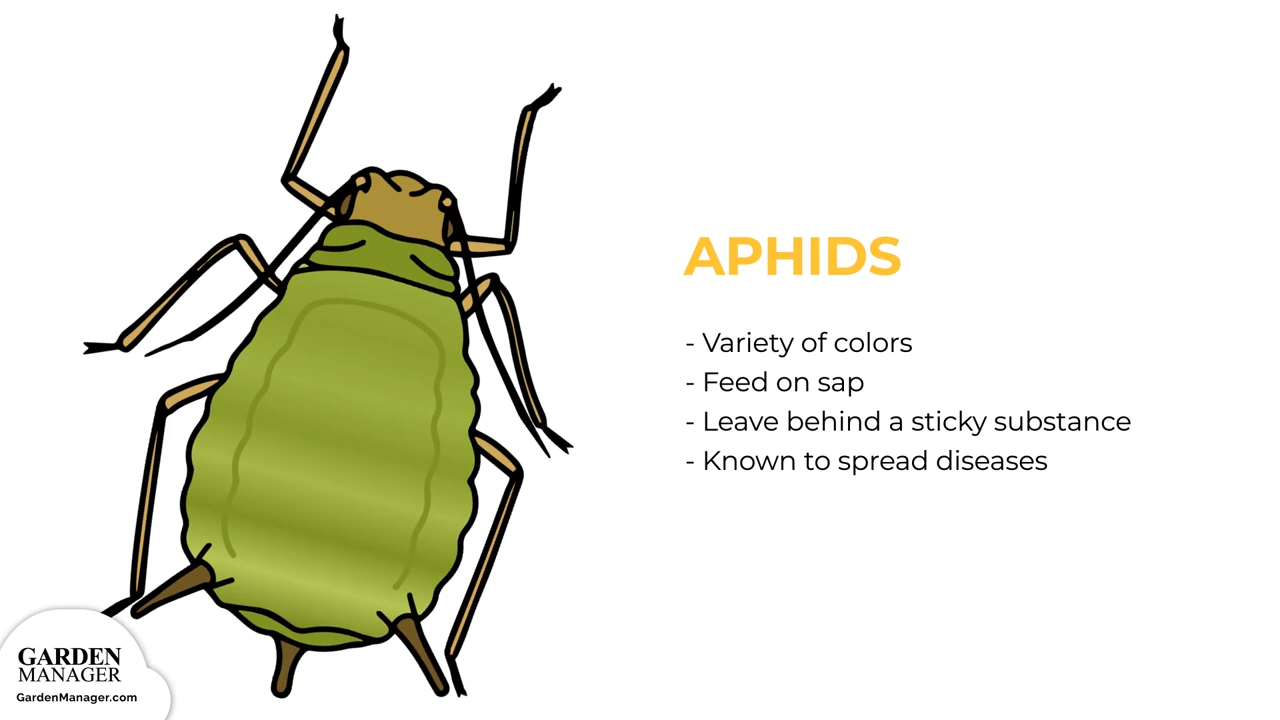 APHIDS
- Variety of colors
- Feed on sap
- Leave behind a sticky substance
- Known to spread diseases
GARDEN
MANAGER
GardenManager.com